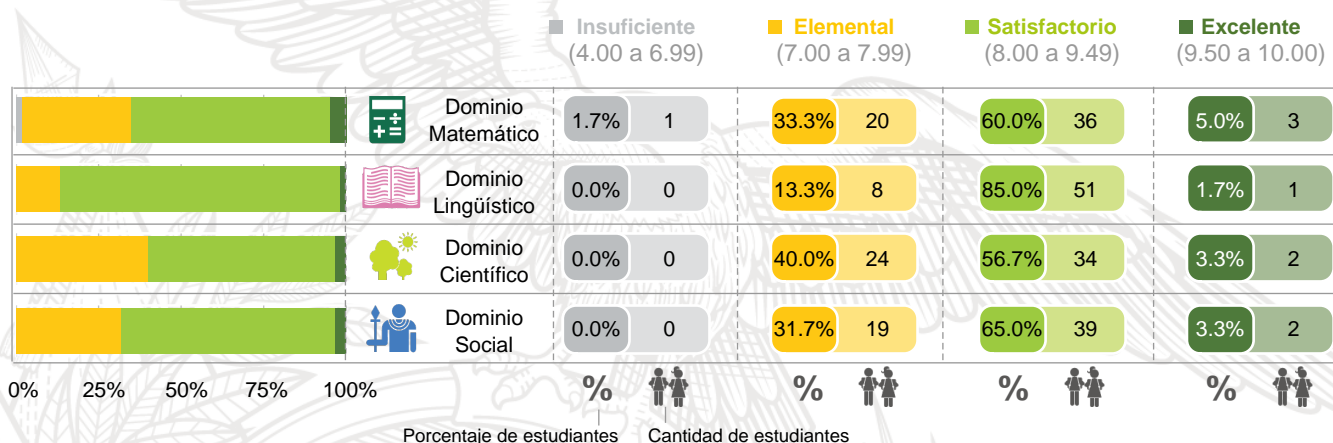 Insuficiente
(4.00 a 6.99)
Elemental
(7.00 a 7.99)
Satisfactorio
(8.00 a 9.49)
Excelente
(9.50 a 10.00)
Dominio
Matemático
1.7% 1 33.3% 20 60.0% 36 5.0% 3
Dominio
Lingüístico
0.0% 0 13.3% 8 85.0% 51 1.7% 1
Dominio
Científico
0.0% 0 40.0% 24 56.7% 34 3.3% 2
Dominio
Social
0.0% 0 31.7% 19 65.0% 39 3.3% 2
0% 25% 50% 75% 100%
% % % %
Porcentaje de estudiantes Cantidad de estudiantes